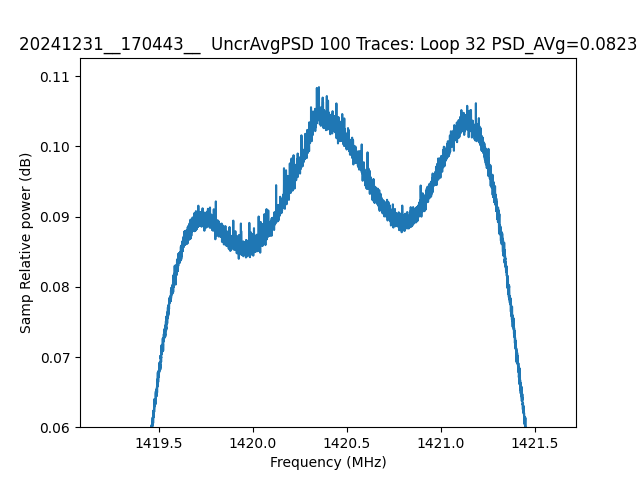 20241231__170443__ UncrAvgPSD 100 Traces: Loop 32 PSD_AVg=0.0823
0.11
0.10
0.09
0.08
0.07
0.06
Samp Relative power (dB)
1419.5 1420.0 1420.5 1421.0 1421.5
Frequency (MHz)